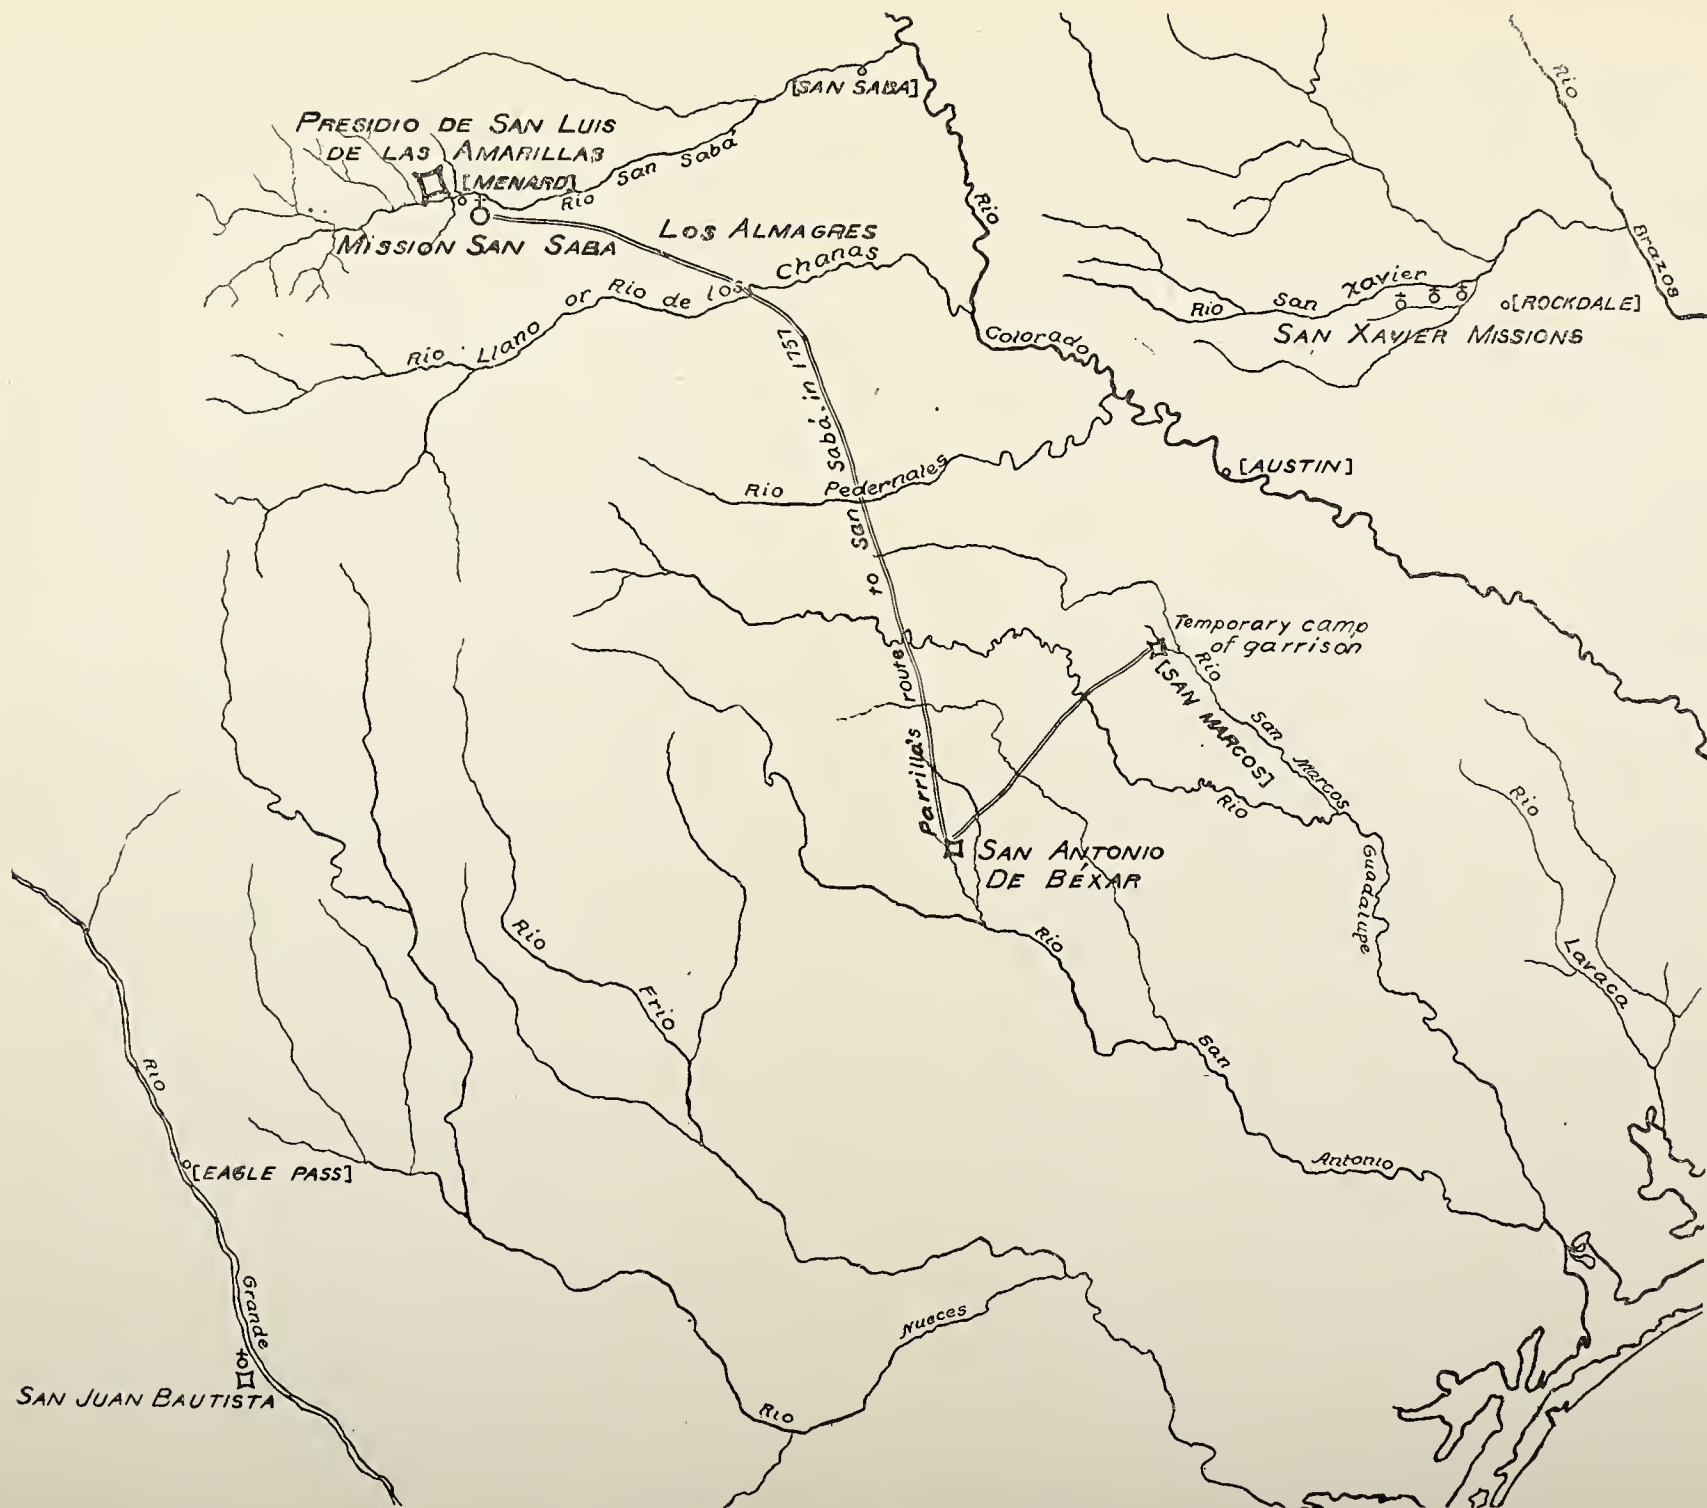 [SAN SABA]
PRESIDIO DE SAN LUIS
DE LAS AMARILLAS
[MENARD]
Rio San Sabá
MISSION SAN SABA
LOS ALMAGRES
Rio Llano or Rio de los Chanas
Rio Colorado
Rio Brazos
Rio San Xavier
[ROCKDALE]
SAN XAVIER MISSIONS
Parrilla's route to San Sabá, in 1757
Rio Pedernales
[AUSTIN]
Temporary camp
of garrison
[SAN MARCOS]
Rio San Marcos
Rio Guadalupe
SAN ANTONIO
DE BÉXAR
Rio San Antonio
Rio Lavaca
Rio Frio
Rio Grande
[EAGLE PASS]
Rio Nueces
SAN JUAN BAUTISTA